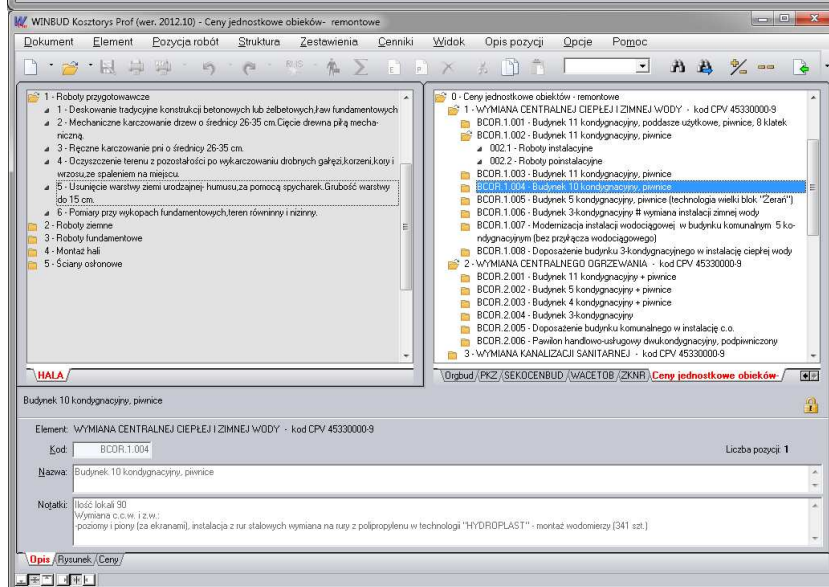 WINBUD Kosztorys Prof (wer. 2012.10) - Ceny jednostkowe obieków- remontowe
Dokument Element Pozycja robót Struktura Zestawienia Cenniki Widok Opis pozycji Opcje Pomoc
1 - Roboty przygotowawcze
1 - Deskowanie tradycyjne konstrukcji betonowych lub żelbetowych,ław fundamentowych
2 - Mechaniczne karczowanie drzew o średnicy 26-35 cm.Cięcie drewna piłą mecha-
niczną.
3 - Ręczne karczowanie pni o średnicy 26-35 cm.
4 - Oczyszczenie terenu z pozostałości po wykarczowaniu drobnych gałęzi,korzeni,kory i
wrzosu,ze spaleniem na miejscu.
5 - Usunięcie warstwy ziemi urodzajnej- humusu,za pomocą spycharek.Grubość warstwy
do 15 cm.
6 - Pomiary przy wykopach fundamentowych,teren równinny i nizinny.
2 - Roboty ziemne
3 - Roboty fundamentowe
4 - Montaż hali
5 - Ściany osłonowe
HALA
0 - Ceny jednostkowe obiektów - remontowe
1 - WYMIANA CENTRALNEJ CIEPŁEJ I ZIMNEJ WODY - kod CPV 45330000-9
BCOR.1.001 - Budynek 11 kondygnacyjny, poddasze użytkowe, piwnice, 8 klatek
BCOR.1.002 - Budynek 11 kondygnacyjny, piwnice
002.1 - Roboty instalacyjne
002.2 - Roboty poinstalacyjne
BCOR.1.003 - Budynek 11 kondygnacyjny, piwnice
BCOR.1.004 - Budynek 10 kondygnacyjny, piwnice
BCOR.1.005 - Budynek 5 kondygnacyjny, piwnice (technologia wielki blok "Żerań")
BCOR.1.006 - Budynek 3-kondygnacyjny # wymiana instalacji zimnej wody
BCOR.1.007 - Modernizacja instalacji wodociągowej w budynku komunalnym 5 ko-
ndygnacyjnym (bez przyłącza wodociągowego)
BCOR.1.008 - Doposażenie budynku 3-kondygnacyjnego w instalację ciepłej wody
2 - WYMIANA CENTRALNEGO OGRZEWANIA - kod CPV 45330000-9
BCOR.2.001 - Budynek 11 kondygnacyjny + piwnice
BCOR.2.002 - Budynek 5 kondygnacyjny + piwnice
BCOR.2.003 - Budynek 4 kondygnacyjny + piwnice
BCOR.2.004 - Budynek 3-kondygnacyjny
BCOR.2.005 - Doposażenie budynku komunalnego w instalację c.o.
BCOR.2.006 - Pawilon handlowo-usługowy dwukondygnacyjny, podpiwniczony
3 - WYMIANA KANALIZACJI SANITARNEJ - kod CPV 45330000-9
Orgbud PKZ SEKOCENBUD WACETOB ZKNR Ceny jednostkowe obieków-
Budynek 10 kondygnacyjny, piwnice
Element: WYMIANA CENTRALNEJ CIEPŁEJ I ZIMNEJ WODY - kod CPV 45330000-9
Kod: BCOR.1.004 Liczba pozycji: 1
Nazwa: Budynek 10 kondygnacyjny, piwnice
Notatki: Ilość lokali 90
Wymiana c.c.w. i z.w.:
-poziomy i piony (za ekranami), instalacja z rur stalowych wymiana na rury z polipropylenu w technologii "HYDROPLAST" - montaż wodomierzy (341 szt.)
Opis Rysunek Ceny